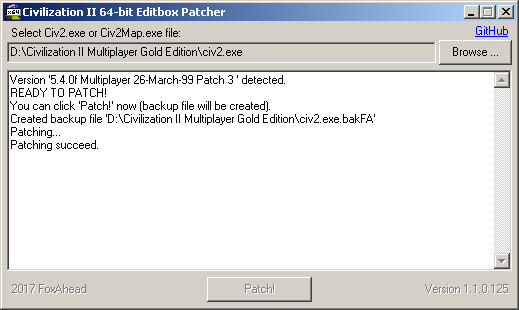 Civilization II 64-bit Editbox Patcher
Select Civ2.exe or Civ2Map.exe file:
GitHub
D:\Civilization II Multiplayer Gold Edition\civ2.exe
Browse ...
Version '5.4.0f Multiplayer 26-March-99 Patch 3 ' detected.
READY TO PATCH!
You can click 'Patch!' now (backup file will be created).
Created backup file 'D:\Civilization II Multiplayer Gold Edition\civ2.exe.bakFA'
Patching...
Patching succeed.
2017 FoxAhead
Patch!
Version 1.1.0.125